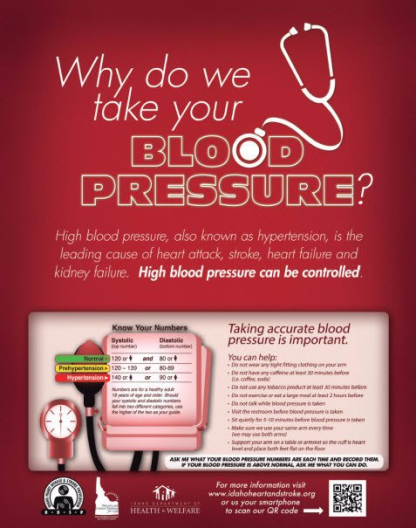 Why do we
take your
BLOOD
PRESSURE?
High blood pressure, also known as hypertension, is the
leading cause of heart attack, stroke, heart failure and
kidney failure. High blood pressure can be controlled.
Know Your Numbers
Systolic Diastolic
(top number) (bottom number)
Normal 120 or and 80 or
Prehypertension 120 – 139 or 80-89
Hypertension 140 or or 90 or
Numbers are for a healthy adult
18 years of age and older. Should
your systolic and diastolic numbers
fall into two different categories, use
the higher of the two as your guide.
Taking accurate blood
pressure is important.
You can help:
• Do not wear any tight fitting clothing on your arm
• Do not have any caffeine at least 30 minutes before
(i.e. coffee, soda)
• Do not use any tobacco product at least 30 minutes before
• Do not exercise or eat a large meal at least 2 hours before
• Do not talk while blood pressure is taken
• Visit the restroom before blood pressure is taken
• Sit quietly for 5-10 minutes before blood pressure is taken
• Make sure we use your same arm every time
(we may use both arms)
• Support your arm on a table or armrest so the cuff is heart
level and place both feet flat on the floor
ASK ME WHAT YOUR BLOOD PRESSURE NUMBERS ARE EACH TIME AND RECORD THEM.
IF YOUR BLOOD PRESSURE IS ABOVE NORMAL, ASK ME WHAT YOU CAN DO.
IDAHO DEPARTMENT OF
HEALTH & WELFARE
For more information visit
www.idahoheartandstroke.org
or us your smartphone
to scan our QR code